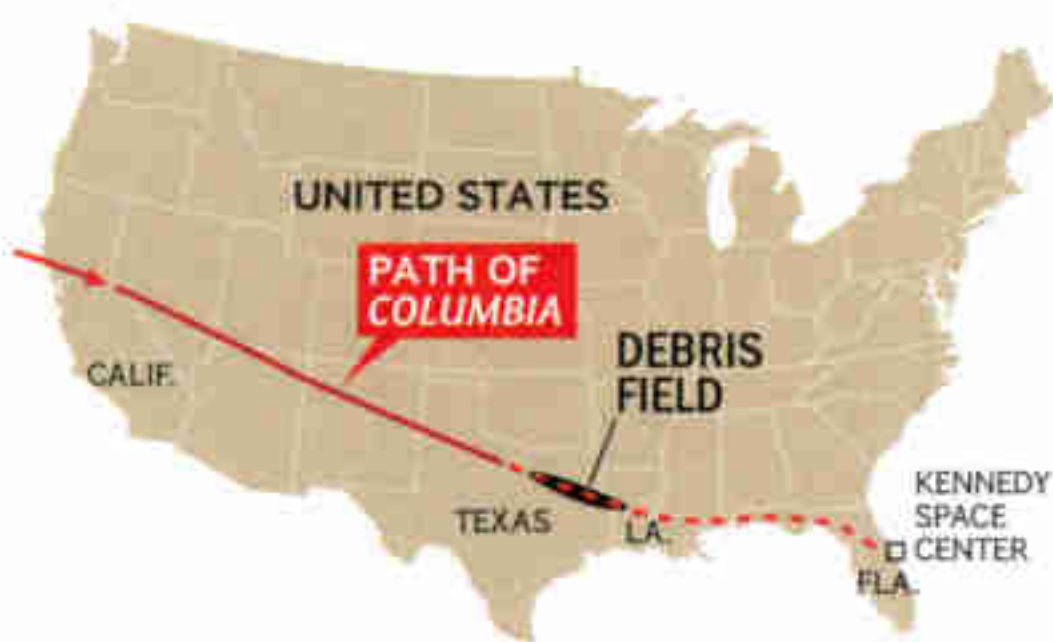 UNITED STATES
PATH OF
COLUMBIA
DEBRIS
FIELD
CALIF.
TEXAS
LA.
KENNEDY
SPACE
CENTER
FLA.